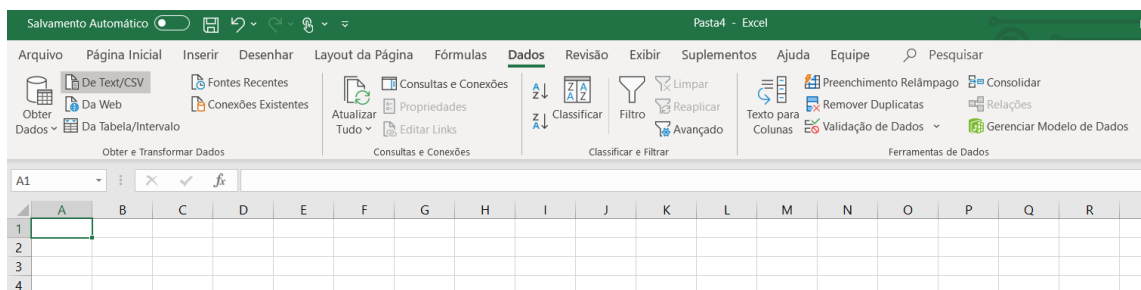 Salvamento Automático Pasta4 - Excel
Arquivo Página Inicial Inserir Desenhar Layout da Página Fórmulas Dados Revisão Exibir Suplementos Ajuda Equipe Pesquisar
Obter Dados
De Text/CSV
Da Web
Da Tabela/Intervalo
Fontes Recentes
Conexões Existentes
Obter e Transformar Dados
Atualizar
Tudo
Consultas e Conexões
Propriedades
Editar Links
Consultas e Conexões
Classificar
Filtro
Limpar
Reaplicar
Avançado
Classificar e Filtrar
Texto para
Colunas
Preenchimento Relâmpago
Remover Duplicatas
Validação de Dados
Consolidar
Relações
Gerenciar Modelo de Dados
Ferramentas de Dados
A1 fx
A B C D E F G H I J K L M N O P Q R
1
2
3
4